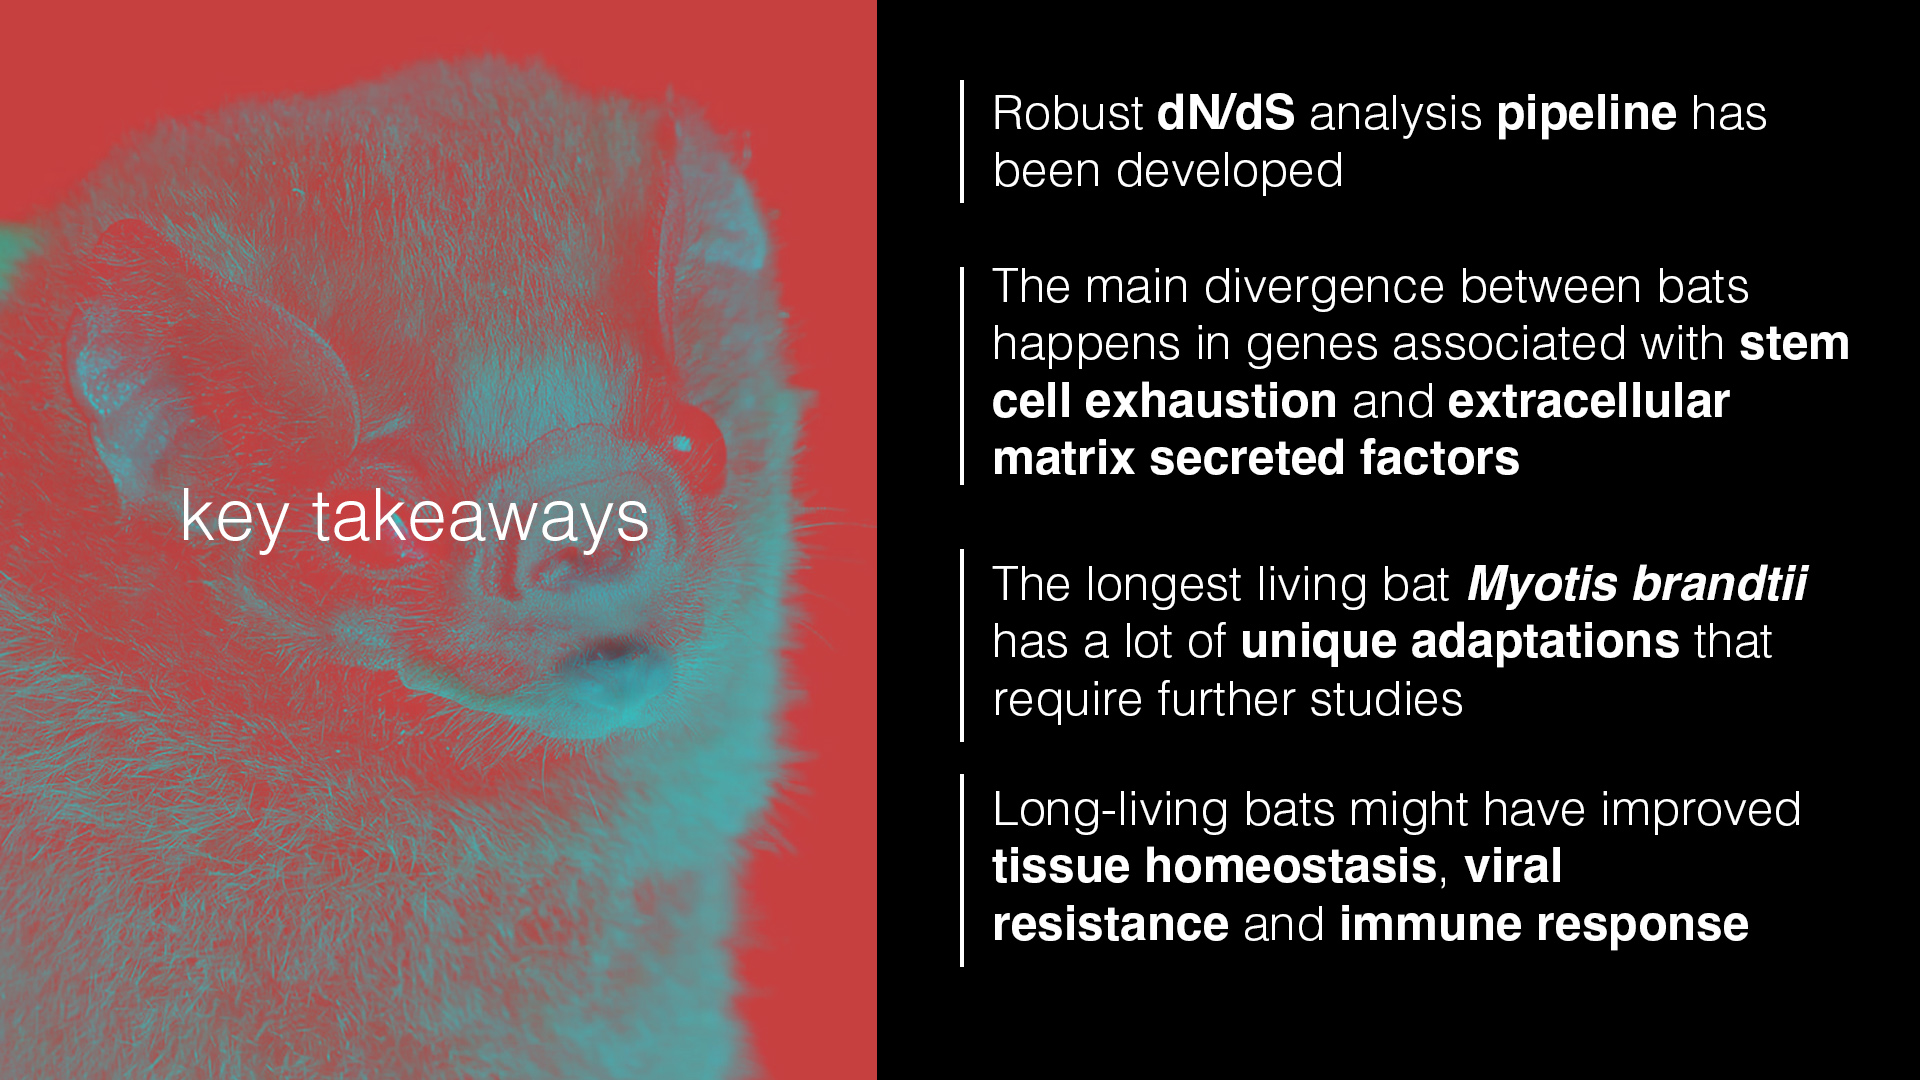 key takeaways
Robust dN/dS analysis pipeline has
been developed
The main divergence between bats
happens in genes associated with stem
cell exhaustion and extracellular
matrix secreted factors
The longest living bat Myotis brandtii
has a lot of unique adaptations that
require further studies
Long-living bats might have improved
tissue homeostasis, viral
resistance and immune response